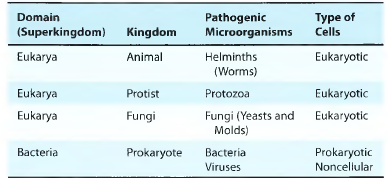 Domain Pathogenic Type of
(Superkingdom) Kingdom Microorganisms Cells
Eukarya Animal Helminths Eukaryotic
(Worms)
Eukarya Protist Protozoa Eukaryotic
Eukarya Fungi Fungi (Yeasts and Eukaryotic
Molds)
Bacteria Prokaryote Bacteria Prokaryotic
Viruses Noncellular